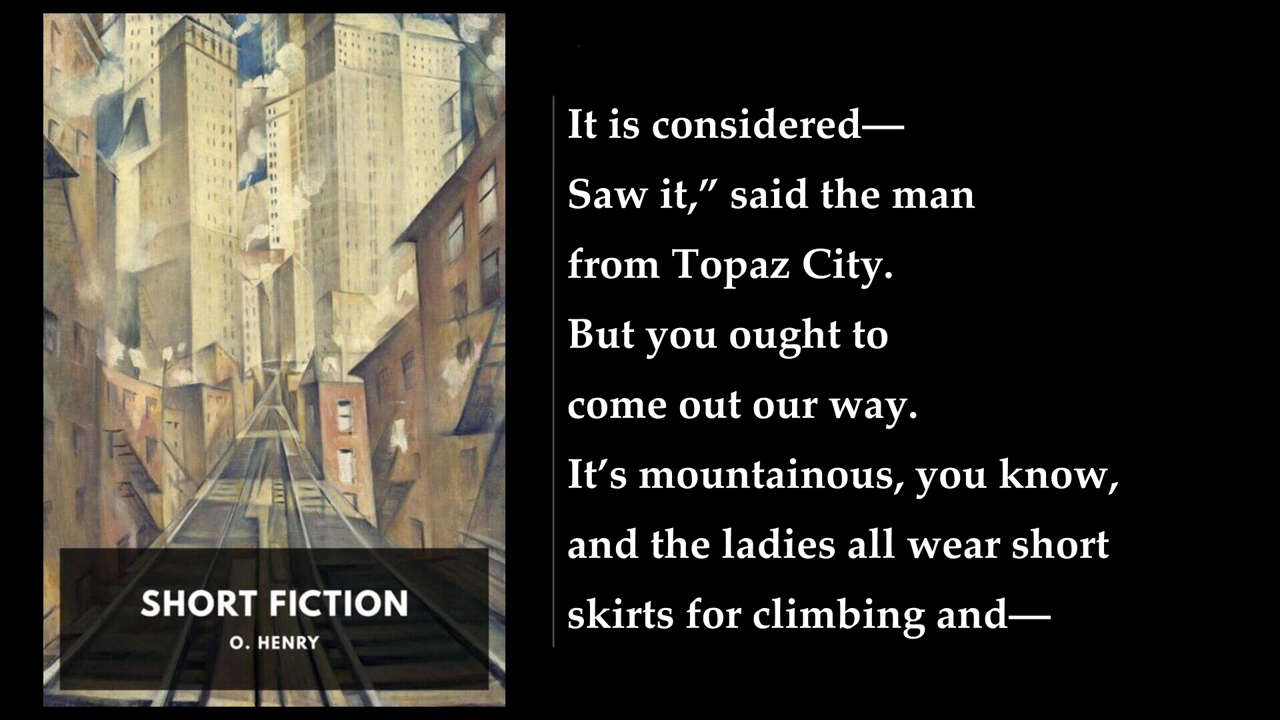 SHORT FICTION
O. HENRY
It is considered—
Saw it,” said the man
from Topaz City.
But you ought to
come out our way.
It’s mountainous, you know,
and the ladies all wear short
skirts for climbing and—